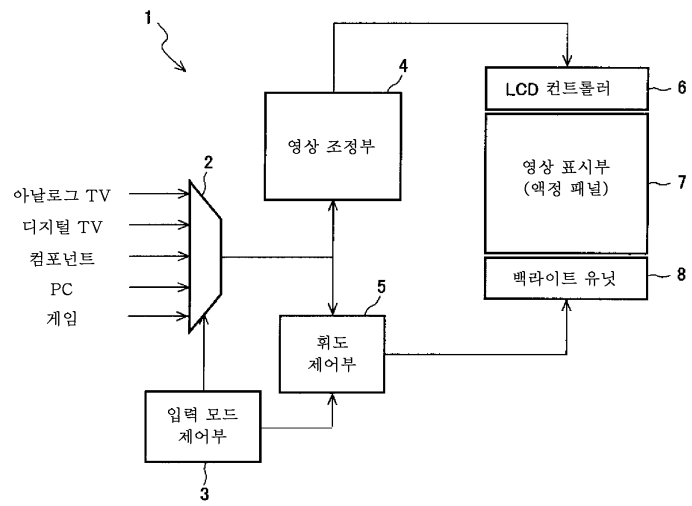 1
4
LCD 컨트롤러
6
영상 조정부
2
영상 표시부
(액정 패널)
7
아날로그 TV
디지털 TV
컴포넌트
PC
게임
5
백라이트 유닛
8
휘도
제어부
입력 모드
제어부
3